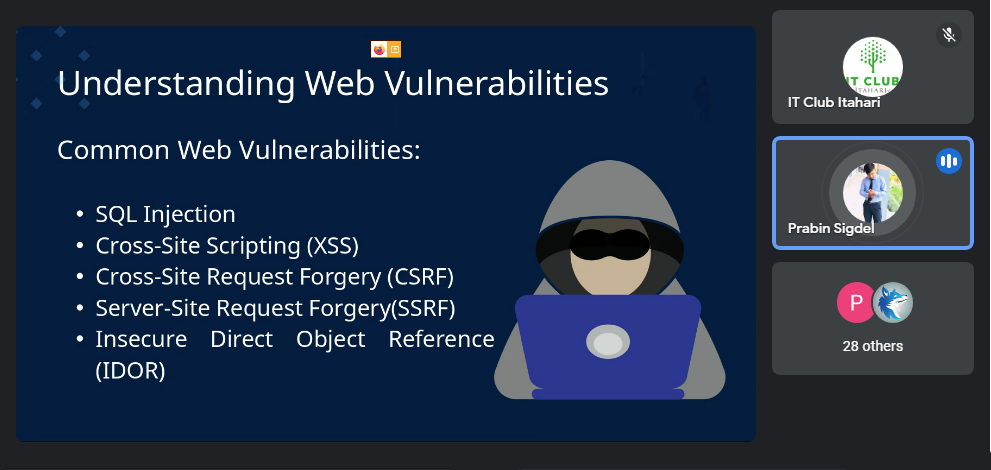 Understanding Web Vulnerabilities
Common Web Vulnerabilities:
• SQL Injection
• Cross-Site Scripting (XSS)
• Cross-Site Request Forgery (CSRF)
• Server-Site Request Forgery(SSRF)
• Insecure Direct Object Reference
(IDOR)
IT CLUB
ITAHARI
IT Club Itahari
Prabin Sigdel
P
28 others